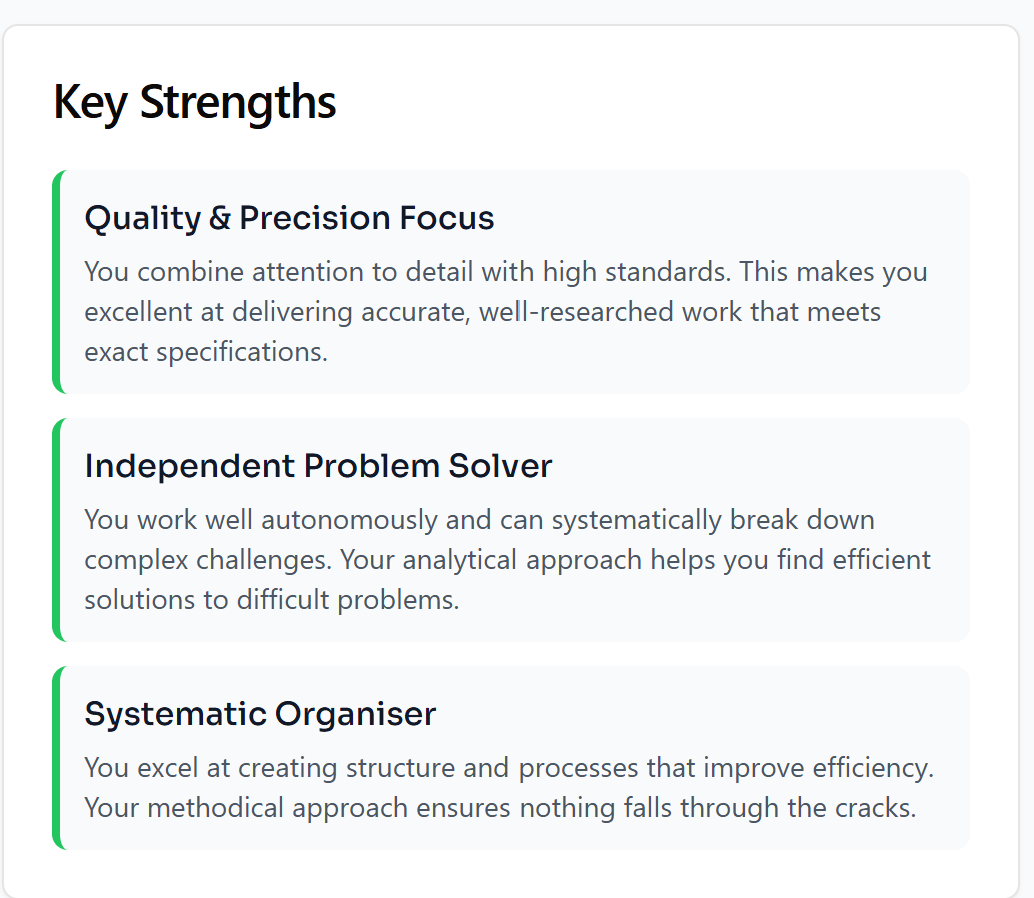 Key Strengths
Quality & Precision Focus
You combine attention to detail with high standards. This makes you
excellent at delivering accurate, well-researched work that meets
exact specifications.
Independent Problem Solver
You work well autonomously and can systematically break down
complex challenges. Your analytical approach helps you find efficient
solutions to difficult problems.
Systematic Organiser
You excel at creating structure and processes that improve efficiency.
Your methodical approach ensures nothing falls through the cracks.